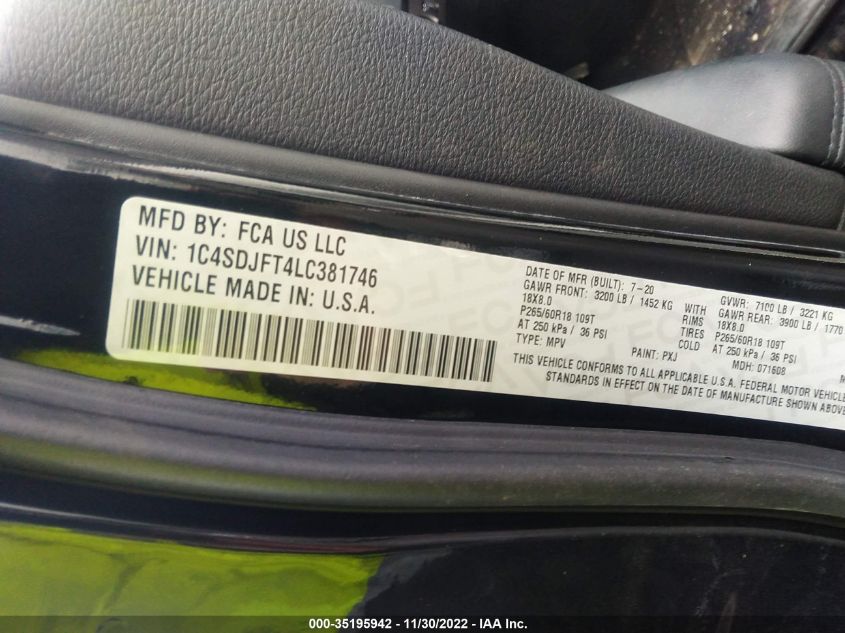 MFD BY: FCA US LLC
VIN: 1C4SDJFT4LC381746
VEHICLE MADE IN: U.S.A.
DATE OF MFR (BUILT): 7-20 GVWR: 7100 LB / 3221 KG
GAWR FRONT: 3200 LB / 1452 KG WITH GAWR REAR: 3900 LB / 1770
18X8.0 RIMS 18X8.0
P265/60R18 109T TIRES P265/60R18 109T
AT 250 kPa / 36 PSI COLD AT 250 kPa / 36 PSI
TYPE: MPV PAINT: PXJ MDH: 071608
THIS VEHICLE CONFORMS TO ALL APPLICABLE U.S.A. FEDERAL MOTOR VEHICLE
STANDARDS IN EFFECT ON THE DATE OF MANUFACTURE SHOWN ABOVE
000-35195942 - 11/30/2022 - IAA Inc.